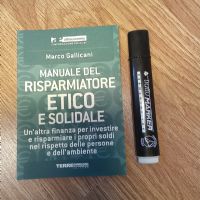 Marco Gallicani
MANUALE DEL
RISPARMIATORE
ETICO
E SOLIDALE
Un'altra finanza per investire
e risparmiare i propri soldi
nel rispetto delle persone
e dell'ambiente
TERRE
MARKER